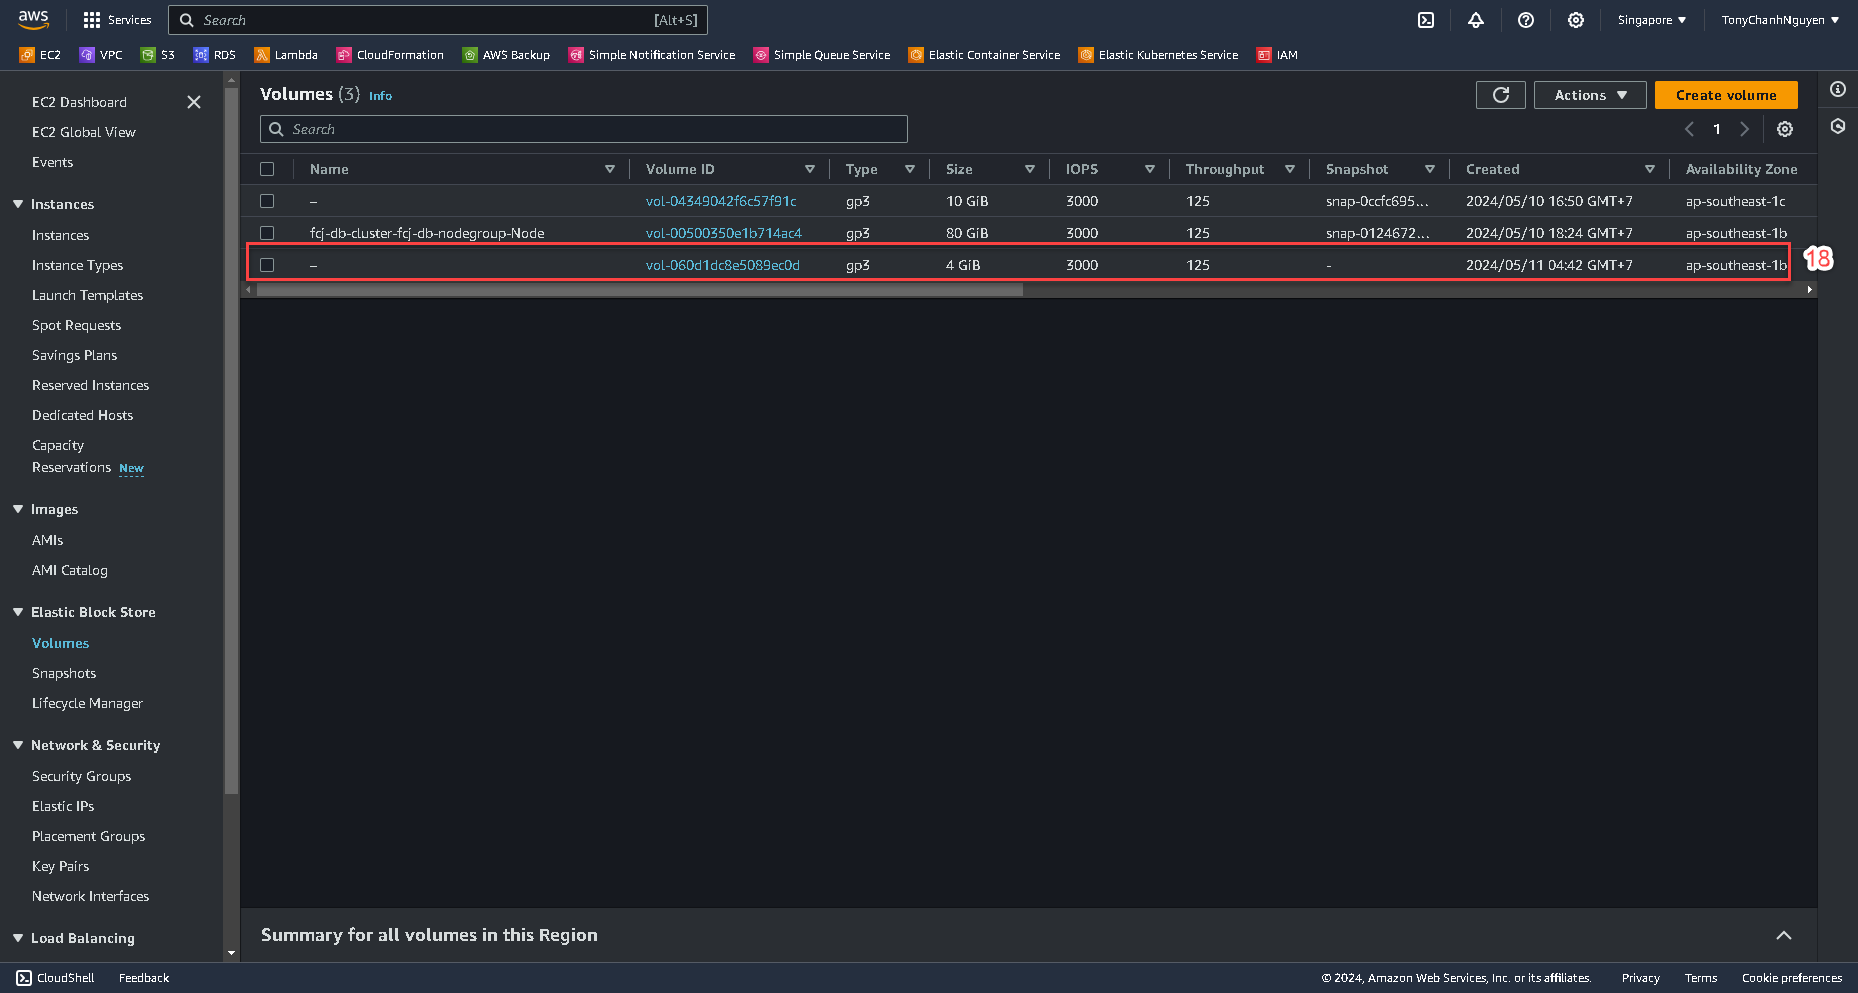 aws Services Search [Alt+S] Singapore TonyChanhNguyen
EC2 VPC S3 RDS Lambda CloudFormation AWS Backup Simple Notification Service Simple Queue Service Elastic Container Service Elastic Kubernetes Service IAM
EC2 Dashboard
EC2 Global View
Events
Instances
Instances
Instance Types
Launch Templates
Spot Requests
Savings Plans
Reserved Instances
Dedicated Hosts
Capacity
Reservations New
Images
AMIs
AMI Catalog
Elastic Block Store
Volumes
Snapshots
Lifecycle Manager
Network & Security
Security Groups
Elastic IPs
Placement Groups
Key Pairs
Network Interfaces
Load Balancing
Volumes (3) Info Actions Create volume
Search 1
Name Volume ID Type Size IOPS Throughput Snapshot Created Availability Zone
– vol-04349042f6c57f91c gp3 10 GiB 3000 125 snap-0ccfc695... 2024/05/10 16:50 GMT+7 ap-southeast-1c
fcj-db-cluster-fcj-db-nodegroup-Node vol-00500350e1b714ac4 gp3 80 GiB 3000 125 snap-0124672... 2024/05/10 18:24 GMT+7 ap-southeast-1b
– vol-060d1dc8e5089ec0d gp3 4 GiB 3000 125 - 2024/05/11 04:42 GMT+7 ap-southeast-1b 18
Summary for all volumes in this Region
CloudShell Feedback © 2024, Amazon Web Services, Inc. or its affiliates. Privacy Terms Cookie preferences